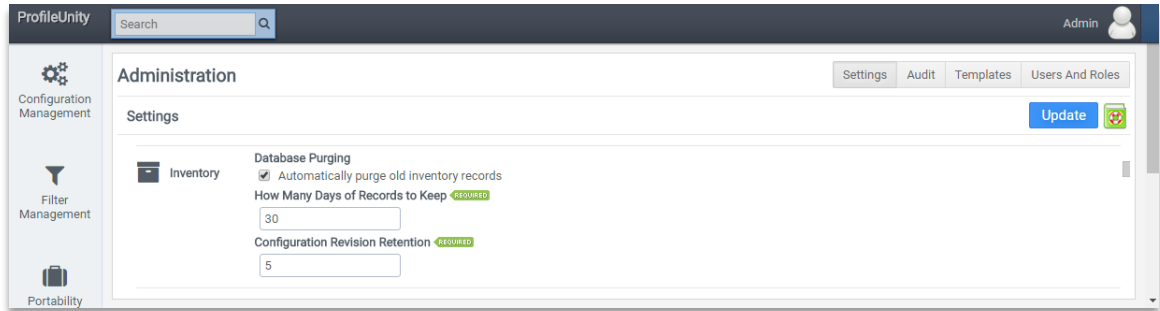 ProfileUnity
Search
Admin
Configuration
Management
Filter
Management
Portability
Administration
Settings
Audit
Templates
Users And Roles
Settings
Update
Inventory
Database Purging
Automatically purge old inventory records
How Many Days of Records to Keep REQUIRED
30
Configuration Revision Retention REQUIRED
5